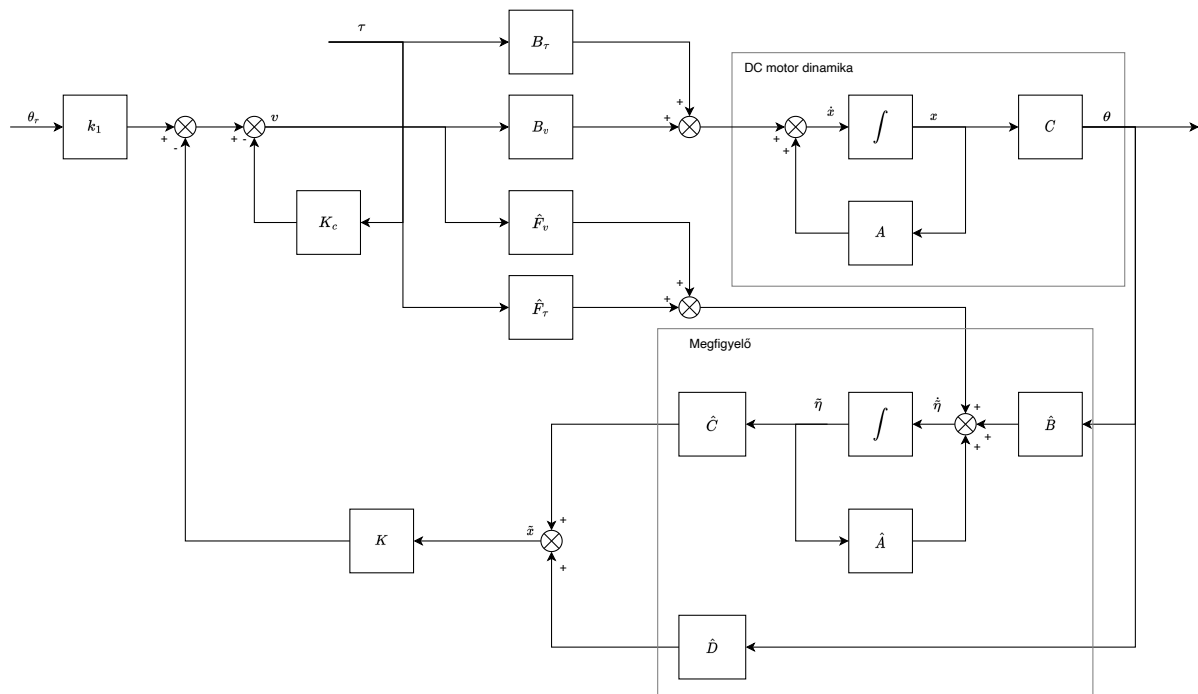 τ
B_τ
DC motor dinamika
θ_r
k_1
+
-
+
-
v
B_v
+
+
+
+
ẋ
∫
x
C
θ
K_c
F̂_v
A
F̂_τ
+
+
Megfigyelő
Ĉ
η̃
∫
η̃̇
+
+
+
B̂
K
x̃
+
+
Â
D̂